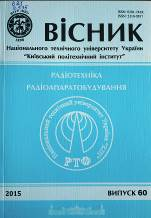 ВІСНИК
Національного технічного університету України
"Київський політехнічний інститут"
РАДІОТЕХНІКА
РАДІОАПАРАТОБУДУВАННЯ
РТФ
2015
ВИПУСК 60